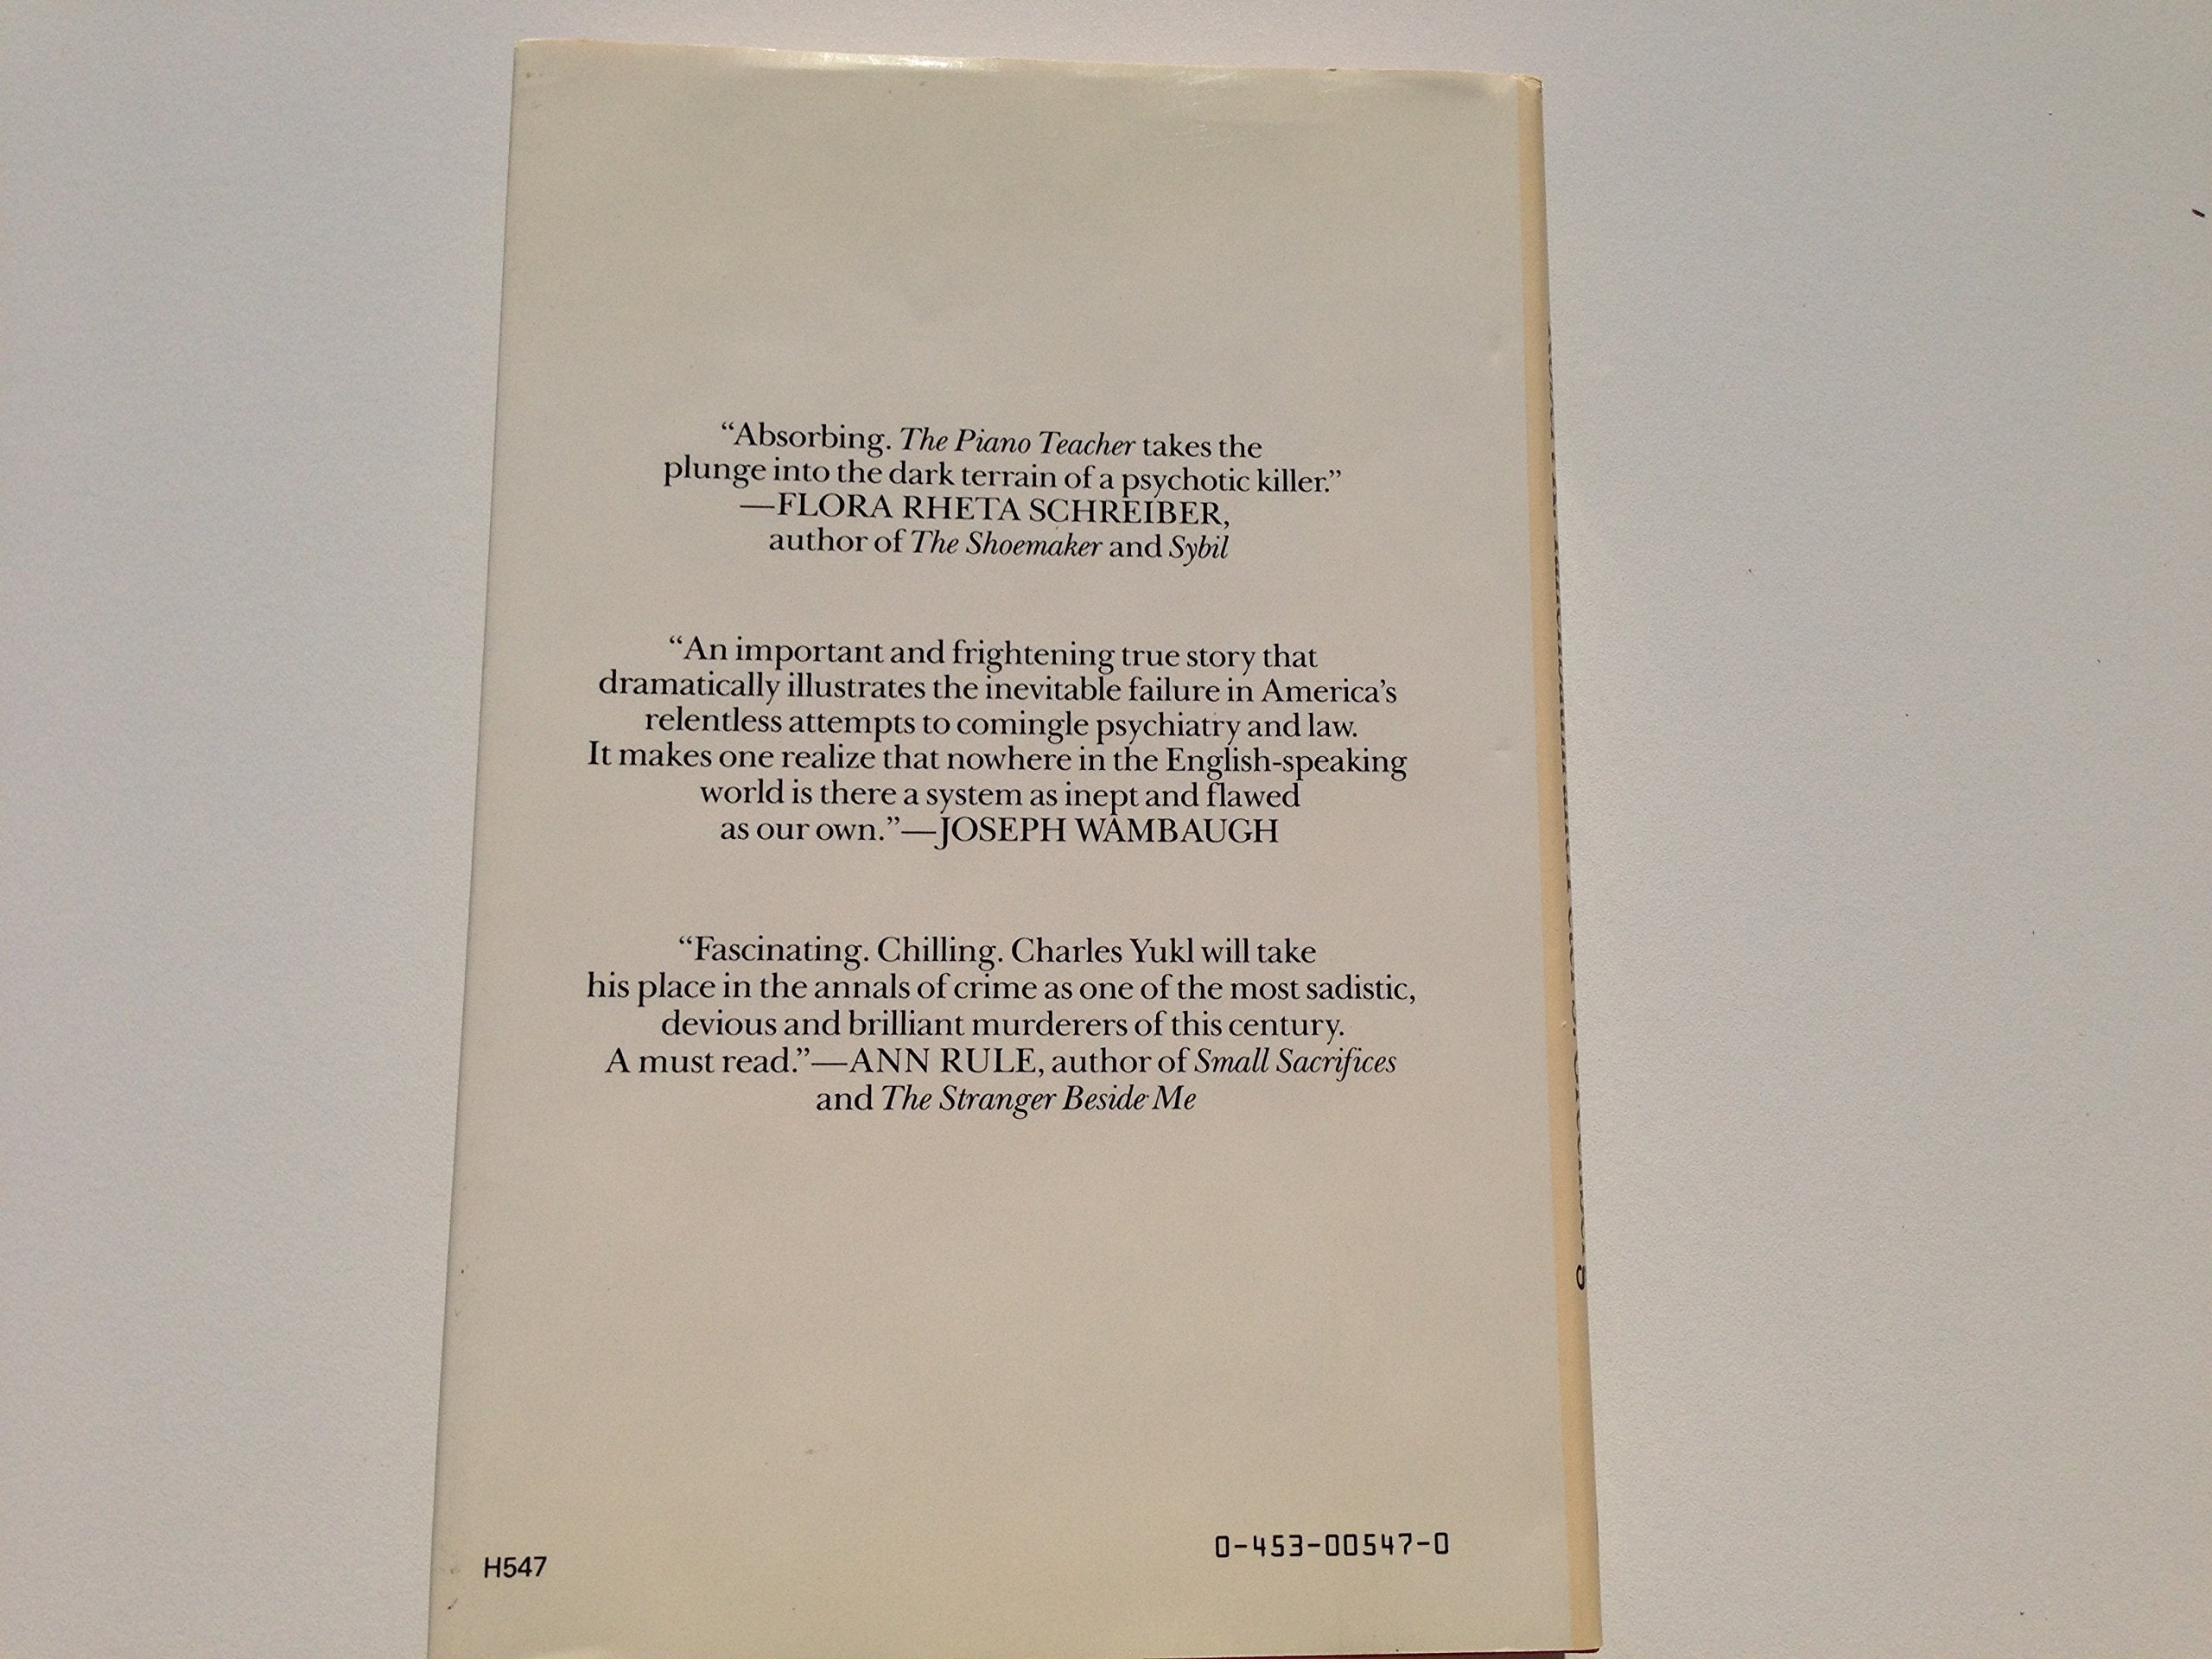 “Absorbing. The Piano Teacher takes the
plunge into the dark terrain of a psychotic killer.”
—FLORA RHETA SCHREIBER,
author of The Shoemaker and Sybil
“An important and frightening true story that
dramatically illustrates the inevitable failure in America’s
relentless attempts to comingle psychiatry and law.
It makes one realize that nowhere in the English-speaking
world is there a system as inept and flawed
as our own.”—JOSEPH WAMBAUGH
“Fascinating. Chilling. Charles Yukl will take
his place in the annals of crime as one of the most sadistic,
devious and brilliant murderers of this century.
A must read.”—ANN RULE, author of Small Sacrifices
and The Stranger Beside Me
H547
0-453-00547-0